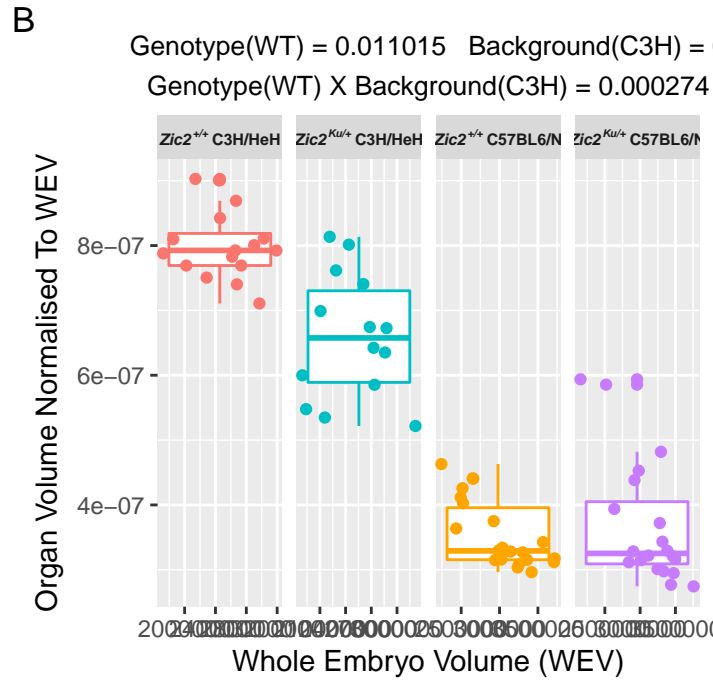 B
Genotype(WT) = 0.011015 Background(C3H) =
Genotype(WT) X Background(C3H) = 0.000274
Zic2+/+ C3H/HeH Zic2Ku/+ C3H/HeH Zic2+/+ C57BL6/N Zic2Ku/+ C57BL6/N
Organ Volume Normalised To WEV
8e−07
6e−07
4e−07
Whole Embryo Volume (WEV)